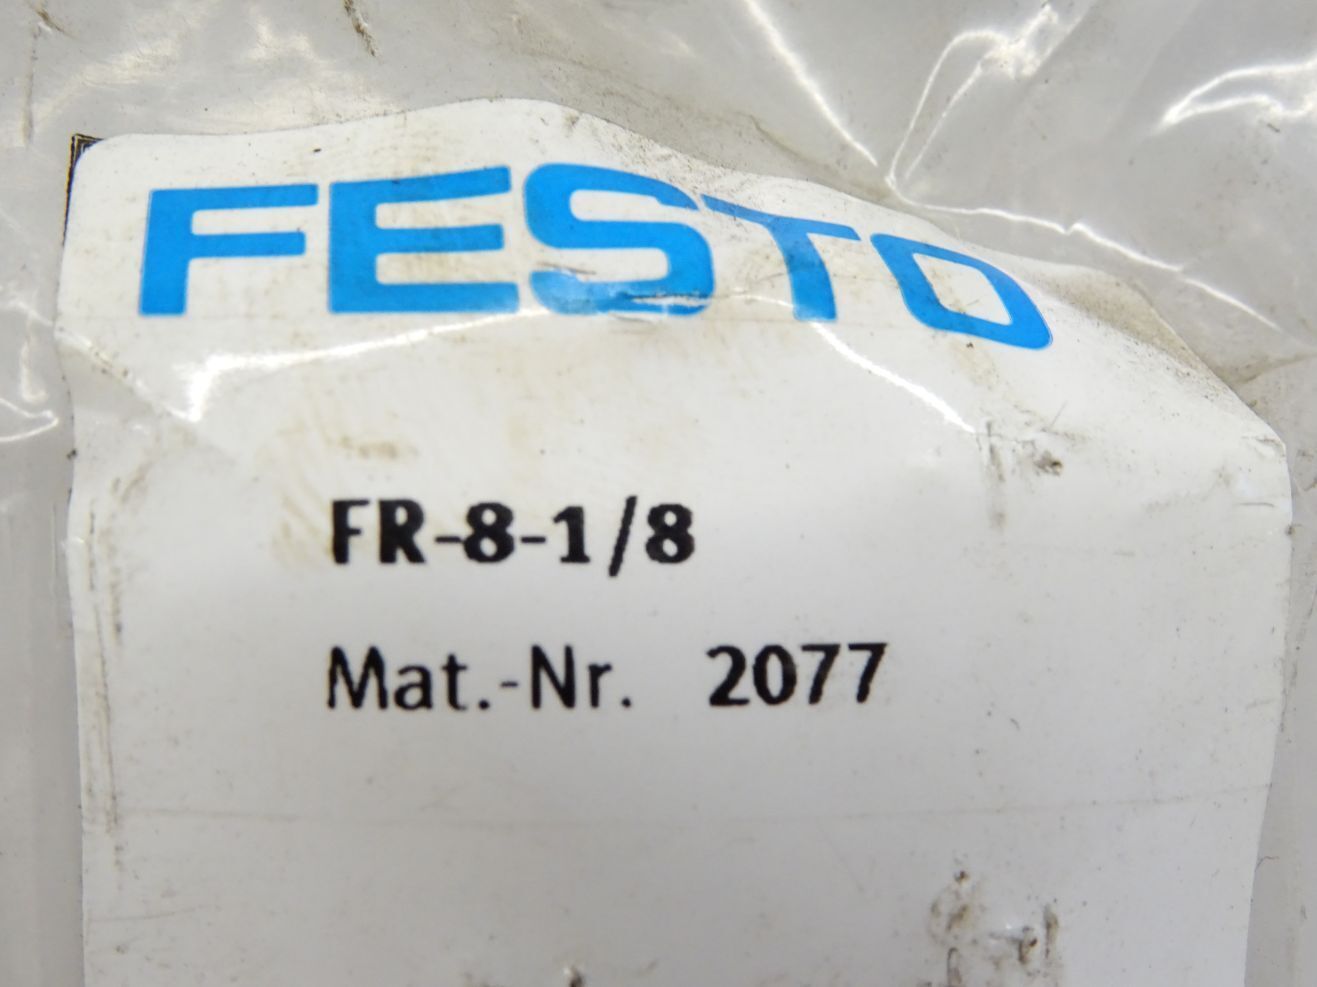 FESTO
FR-8-1/8
Mat.-Nr. 2077